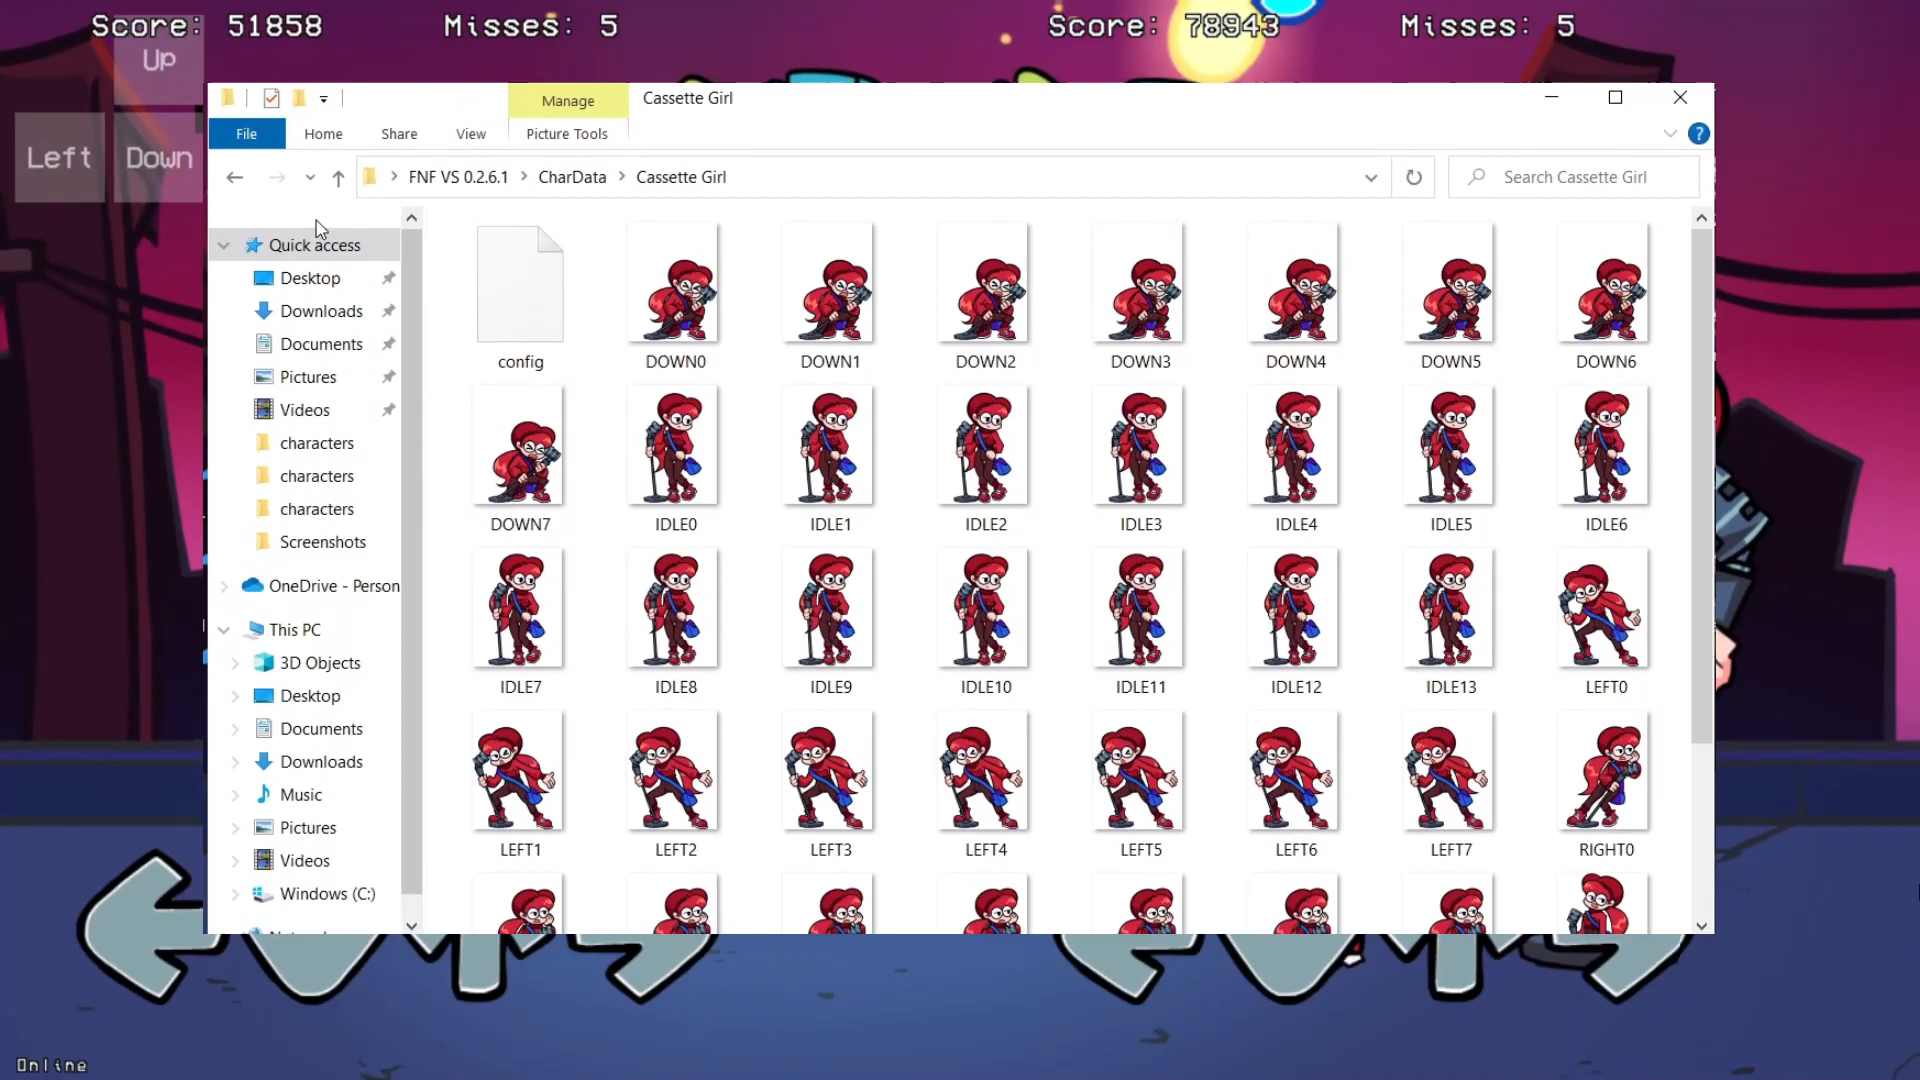 Score: 51858 Misses: 5 Score: 78943 Misses: 5
Up
Left Down
Manage Cassette Girl
File Home Share View Picture Tools
FNF VS 0.2.6.1 CharData Cassette Girl Search Cassette Girl
Quick access
Desktop
Downloads
Documents
Pictures
Videos
characters
characters
characters
Screenshots
OneDrive - Person
This PC
3D Objects
Desktop
Documents
Downloads
Music
Pictures
Videos
Windows (C:)
config DOWN0 DOWN1 DOWN2 DOWN3 DOWN4 DOWN5 DOWN6
DOWN7 IDLE0 IDLE1 IDLE2 IDLE3 IDLE4 IDLE5 IDLE6
IDLE7 IDLE8 IDLE9 IDLE10 IDLE11 IDLE12 IDLE13 LEFT0
LEFT1 LEFT2 LEFT3 LEFT4 LEFT5 LEFT6 LEFT7 RIGHT0
Online